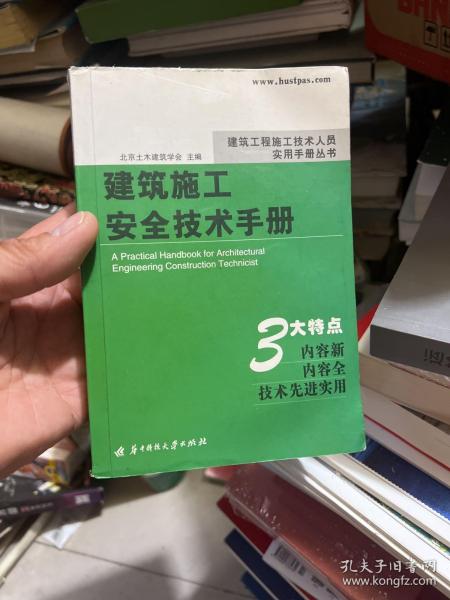 www.hustpas.com
建筑工程施工技术人员
实用手册丛书
北京土木建筑学会 主编
建筑施工
安全技术手册
A Practical Handbook for Architectural
Engineering Construction Technicist
3大特点
内容新
内容全
技术先进实用
华中科技大学出版社
孔夫子旧书网
www.kongfz.com